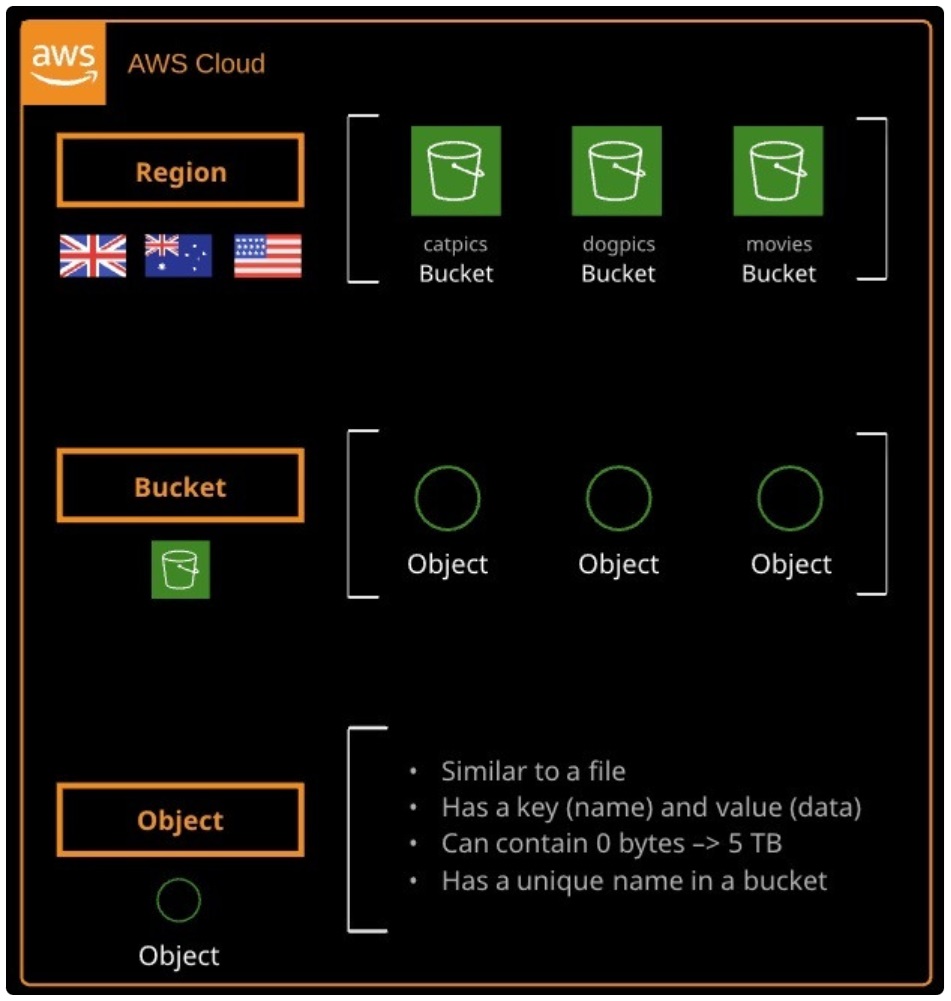 aws
AWS Cloud
Region
catpics
Bucket
dogpics
Bucket
movies
Bucket
Bucket
Object
Object
Object
Object
Object
• Similar to a file
• Has a key (name) and value (data)
• Can contain 0 bytes –> 5 TB
• Has a unique name in a bucket